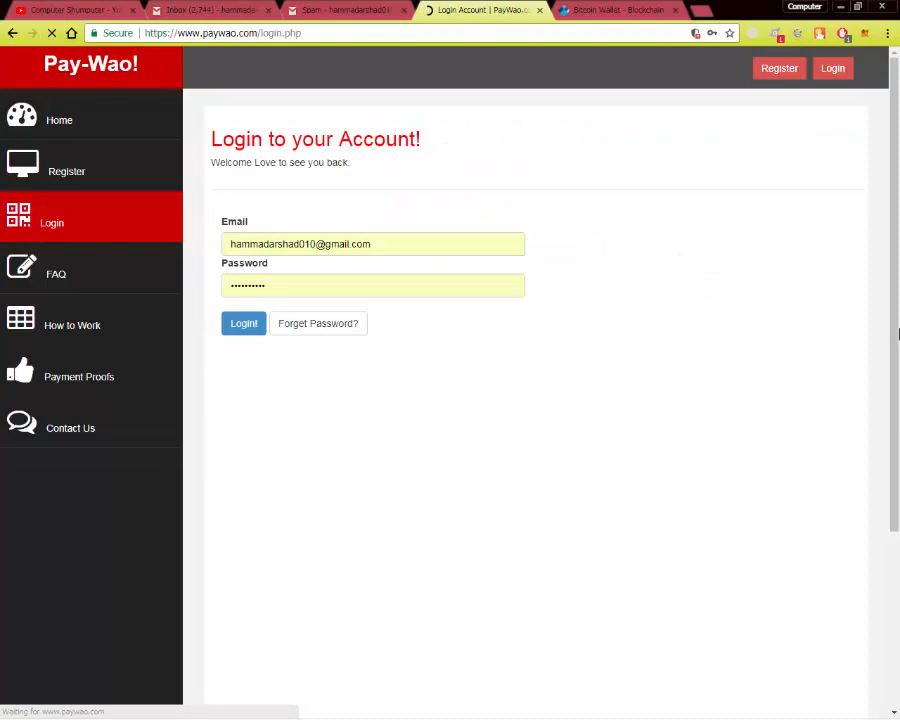 Computer Shumputer - Yo
Inbox (2,744) - hammada
Spam - hammadarshad01
Login Account | PayWao.c
Bitcoin Wallet - Blockchain
Computer
Secure | https://www.paywao.com/login.php
Pay-Wao!
Register
Login
Home
Register
Login
FAQ
How to Work
Payment Proofs
Contact Us
Login to your Account!
Welcome Love to see you back.
Email
hammadarshad010@gmail.com
Password
••••••••••
Login!
Forget Password?
Waiting for www.paywao.com